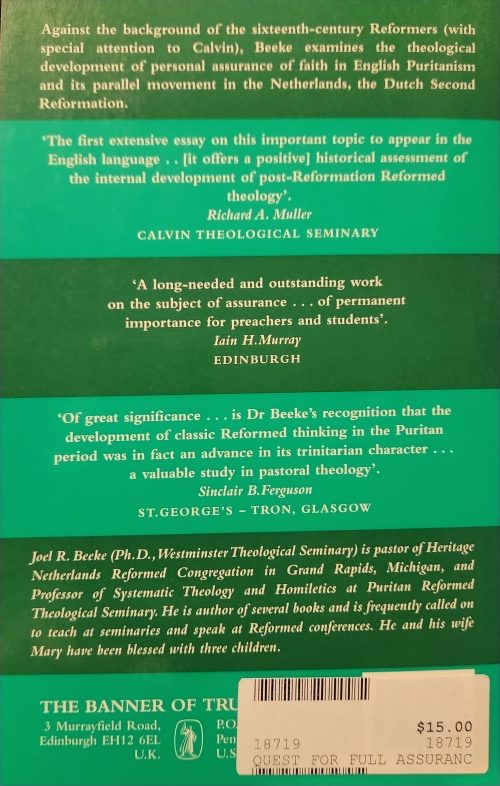 Against the background of the sixteenth-century Reformers (with
special attention to Calvin), Beeke examines the theological
development of personal assurance of faith in English Puritanism
and its parallel movement in the Netherlands, the Dutch Second
Reformation.
‘The first extensive essay on this important topic to appear in the
English language . . [it offers a positive] historical assessment of
the internal development of post-Reformation Reformed
theology’.
Richard A. Muller
CALVIN THEOLOGICAL SEMINARY
‘A long-needed and outstanding work
on the subject of assurance . . . of permanent
importance for preachers and students’.
Iain H.Murray
EDINBURGH
‘Of great significance . . . is Dr Beeke’s recognition that the
development of classic Reformed thinking in the Puritan
period was in fact an advance in its trinitarian character . . .
a valuable study in pastoral theology’.
Sinclair B.Ferguson
ST.GEORGE’S – TRON, GLASGOW
Joel R. Beeke (Ph.D., Westminster Theological Seminary) is pastor of Heritage
Netherlands Reformed Congregation in Grand Rapids, Michigan, and
Professor of Systematic Theology and Homiletics at Puritan Reformed
Theological Seminary. He is author of several books and is frequently called on
to teach at seminaries and speak at Reformed conferences. He and his wife
Mary have been blessed with three children.
THE BANNER OF TRU
3 Murrayfield Road,
Edinburgh EH12 6EL
U.K.
P.O.
Pen
U.S
$15.00
18719 18719
QUEST FOR FULL ASSURANC